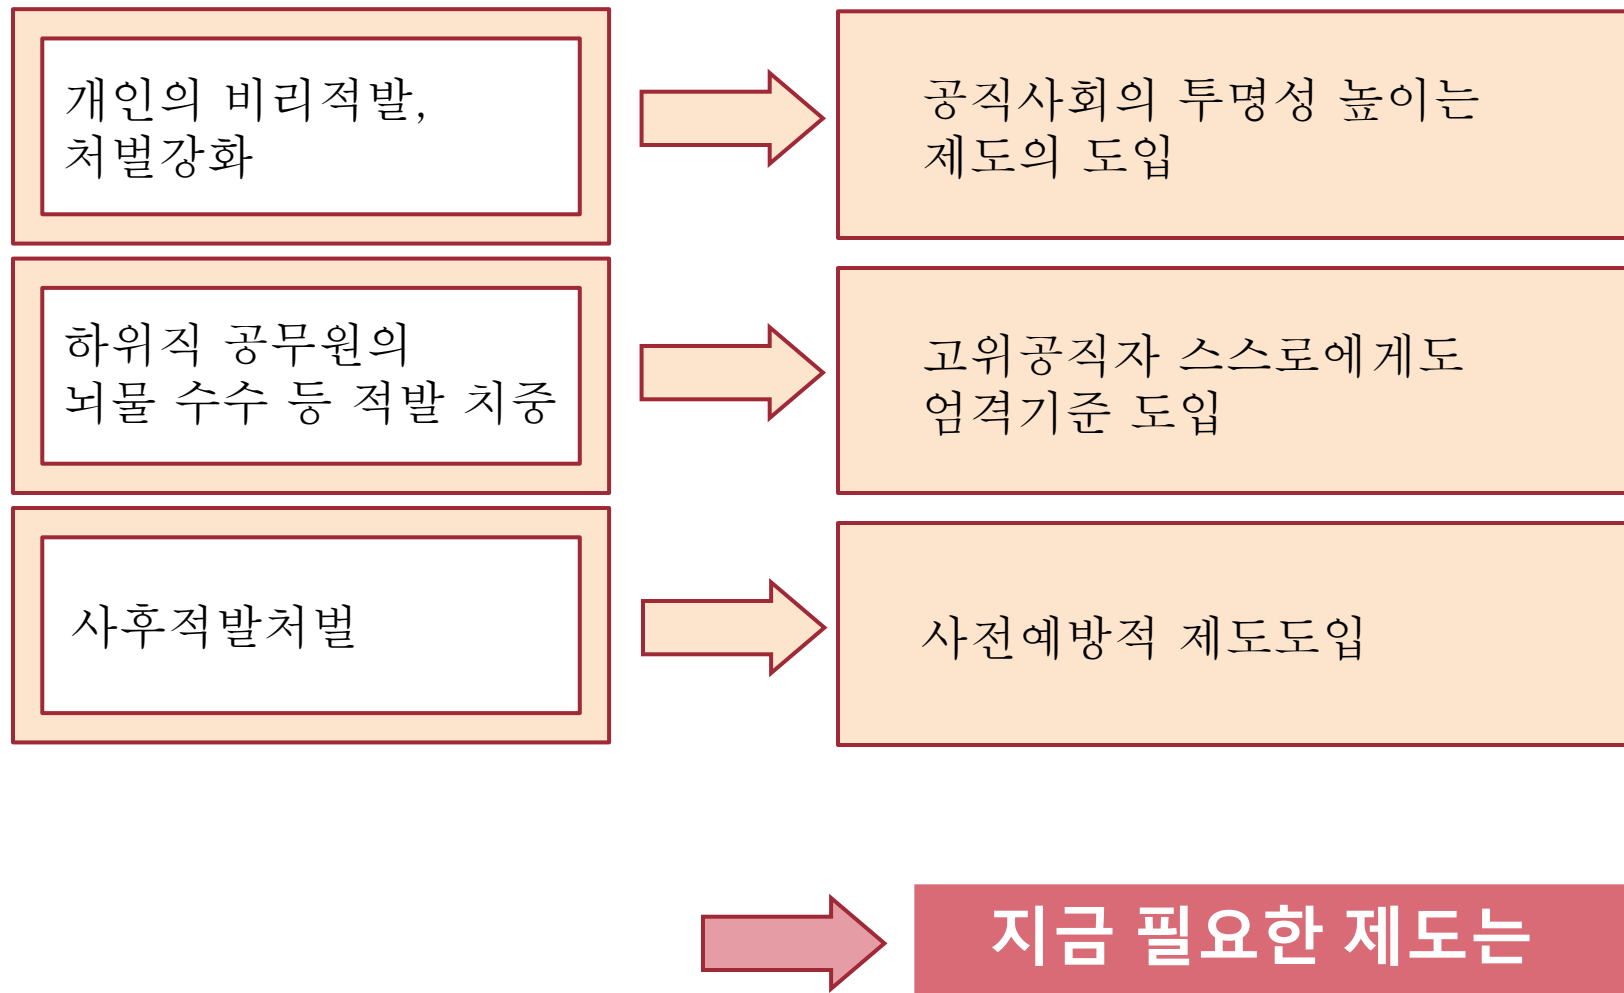 개인의 비리적발,
처벌강화
공직사회의 투명성 높이는
제도의 도입
하위직 공무원의
뇌물 수수 등 적발 치중
고위공직자 스스로에게도
엄격기준 도입
사후적발처벌
사전예방적 제도도입
지금 필요한 제도는